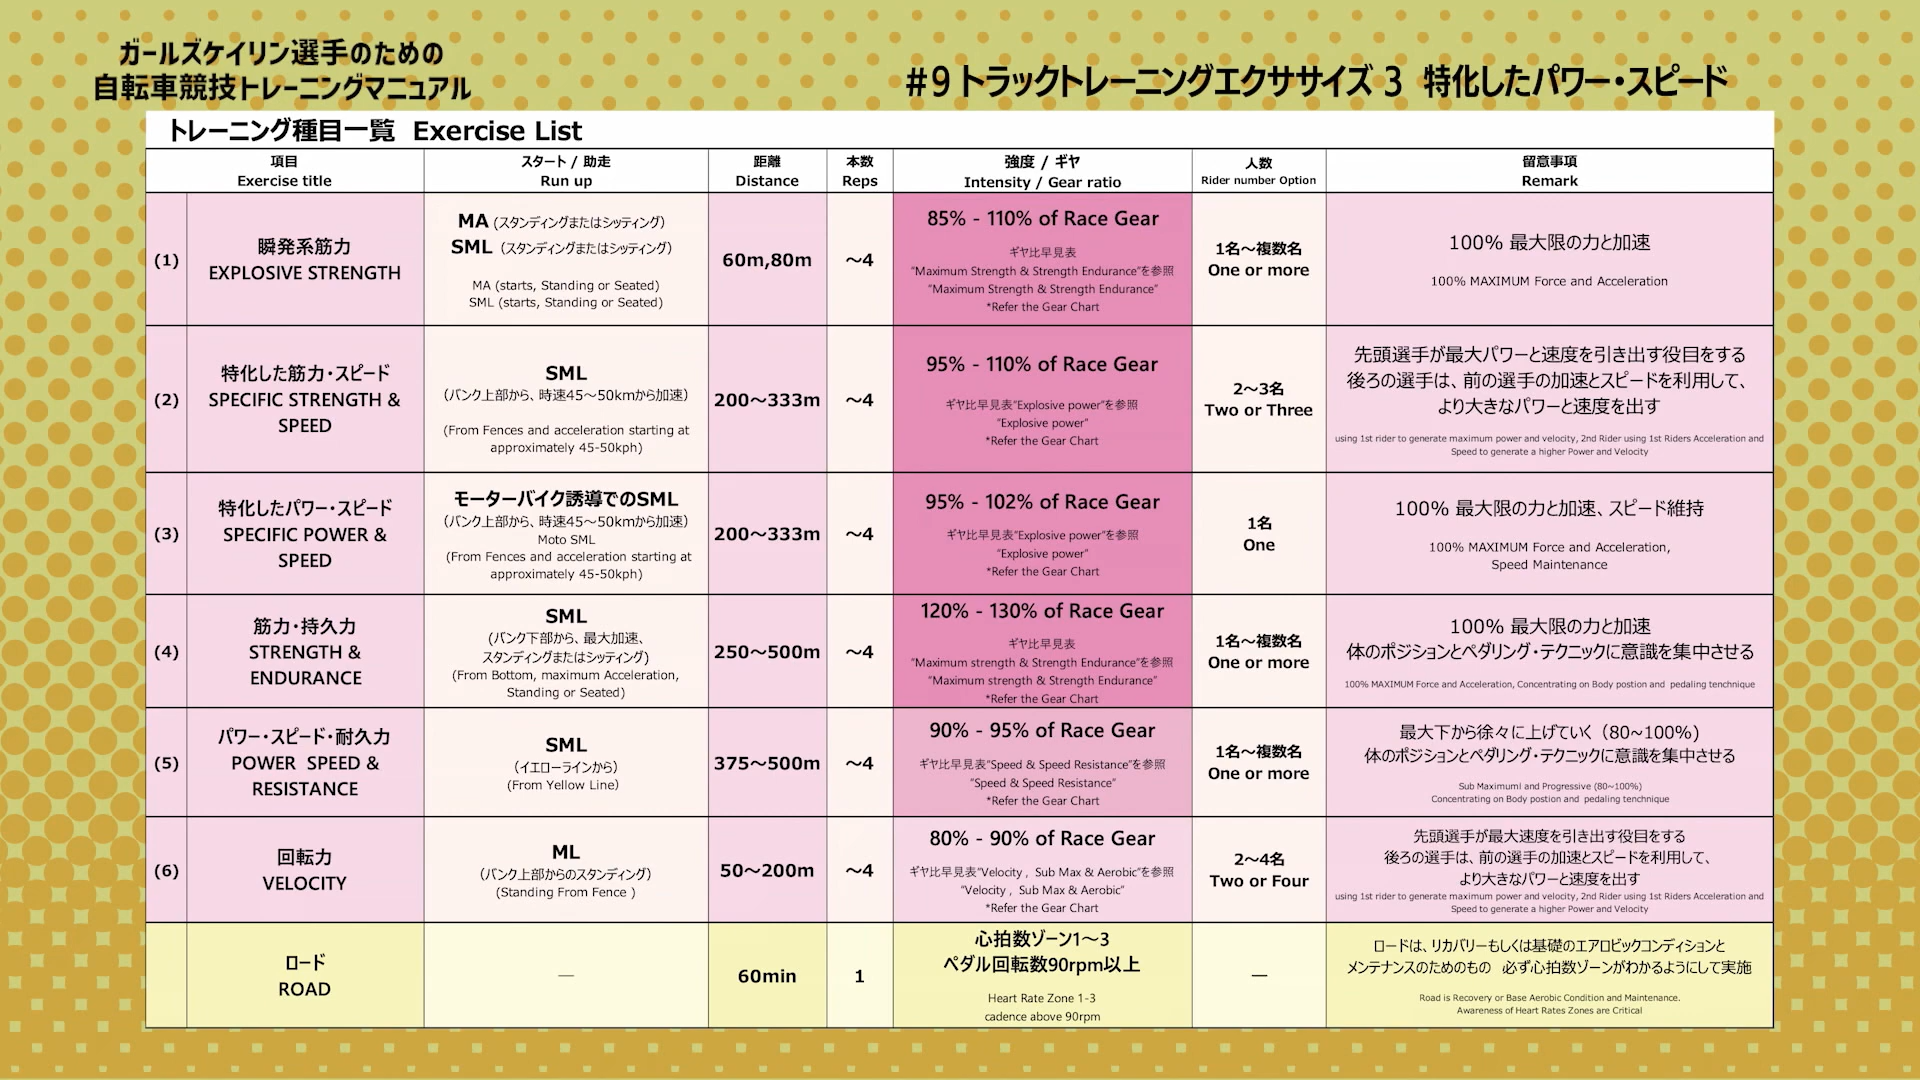 ガールズケイリン選手のための
自転車競技トレーニングマニュアル
#9 トラックトレーニングエクササイズ 3 特化したパワー・スピード
トレーニング種目一覧 Exercise List
項目
Exercise title
スタート / 助走
Run up
距離
Distance
本数
Reps
強度 / ギヤ
Intensity / Gear ratio
人数
Rider number Option
留意事項
Remark
(1)
瞬発系筋力
EXPLOSIVE STRENGTH
MA (スタンディングまたはシッティング)
SML (スタンディングまたはシッティング)
MA (starts, Standing or Seated)
SML (starts, Standing or Seated)
60m,80m
～4
85% - 110% of Race Gear
ギヤ比早見表
"Maximum Strength & Strength Endurance"を参照
"Maximum Strength & Strength Endurance"
*Refer the Gear Chart
1名～複数名
One or more
100% 最大限の力と加速
100% MAXIMUM Force and Acceleration
(2)
特化した筋力・スピード
SPECIFIC STRENGTH &
SPEED
SML
(バンク上部から、時速45～50kmから加速)
(From Fences and acceleration starting at
approximately 45-50kph)
200～333m
～4
95% - 110% of Race Gear
ギヤ比早見表"Explosive power"を参照
"Explosive power"
*Refer the Gear Chart
2～3名
Two or Three
先頭選手が最大パワーと速度を引き出す役目をする
後ろの選手は、前の選手の加速とスピードを利用して、
より大きなパワーと速度を出す
using 1st rider to generate maximum power and velocity, 2nd Rider using 1st Riders Acceleration and
Speed to generate a higher Power and Velocity
(3)
特化したパワー・スピード
SPECIFIC POWER &
SPEED
モーターバイク誘導でのSML
(バンク上部から、時速45～50kmから加速)
Moto SML
(From Fences and acceleration starting at
approximately 45-50kph)
200～333m
～4
95% - 102% of Race Gear
ギヤ比早見表"Explosive power"を参照
"Explosive power"
*Refer the Gear Chart
1名
One
100% 最大限の力と加速、スピード維持
100% MAXIMUM Force and Acceleration,
Speed Maintenance
(4)
筋力・持久力
STRENGTH &
ENDURANCE
SML
(バンク下部から、最大加速、
スタンディングまたはシッティング)
(From Bottom, maximum Acceleration,
Standing or Seated)
250～500m
～4
120% - 130% of Race Gear
ギヤ比早見表
"Maximum strength & Strength Endurance"を参照
"Maximum strength & Strength Endurance"
*Refer the Gear Chart
1名～複数名
One or more
100% 最大限の力と加速
体のポジションとペダリング・テクニックに意識を集中させる
100% MAXIMUM Force and Acceleration, Concentrating on Body postion and pedaling tenchnique
(5)
パワー・スピード・耐久力
POWER SPEED &
RESISTANCE
SML
(イエローラインから)
(From Yellow Line)
375～500m
～4
90% - 95% of Race Gear
ギヤ比早見表"Speed & Speed Resistance"を参照
"Speed & Speed Resistance"
*Refer the Gear Chart
1名～複数名
One or more
最大下から徐々に上げていく (80~100%)
体のポジションとペダリング・テクニックに意識を集中させる
Sub Maximuml and Progressive (80~100%)
Concentrating on Body postion and pedaling tenchnique
(6)
回転力
VELOCITY
ML
(バンク上部からのスタンディング)
(Standing From Fence )
50～200m
～4
80% - 90% of Race Gear
ギヤ比早見表"Velocity , Sub Max & Aerobic"を参照
"Velocity , Sub Max & Aerobic"
*Refer the Gear Chart
2～4名
Two or Four
先頭選手が最大速度を引き出す役目をする
後ろの選手は、前の選手の加速とスピードを利用して、
より大きなパワーと速度を出す
using 1st rider to generate maximum power and velocity, 2nd Rider using 1st Riders Acceleration and
Speed to generate a higher Power and Velocity
ロード
ROAD
—
60min
1
心拍数ゾーン1～3
ペダル回転数90rpm以上
Heart Rate Zone 1-3
cadence above 90rpm
—
ロードは、リカバリーもしくは基礎のエアロビックコンディションと
メンテナンスのためのもの 必ず心拍数ゾーンがわかるようにして実施
Road is Recovery or Base Aerobic Condition and Maintenance.
Awareness of Heart Rates Zones are Critical